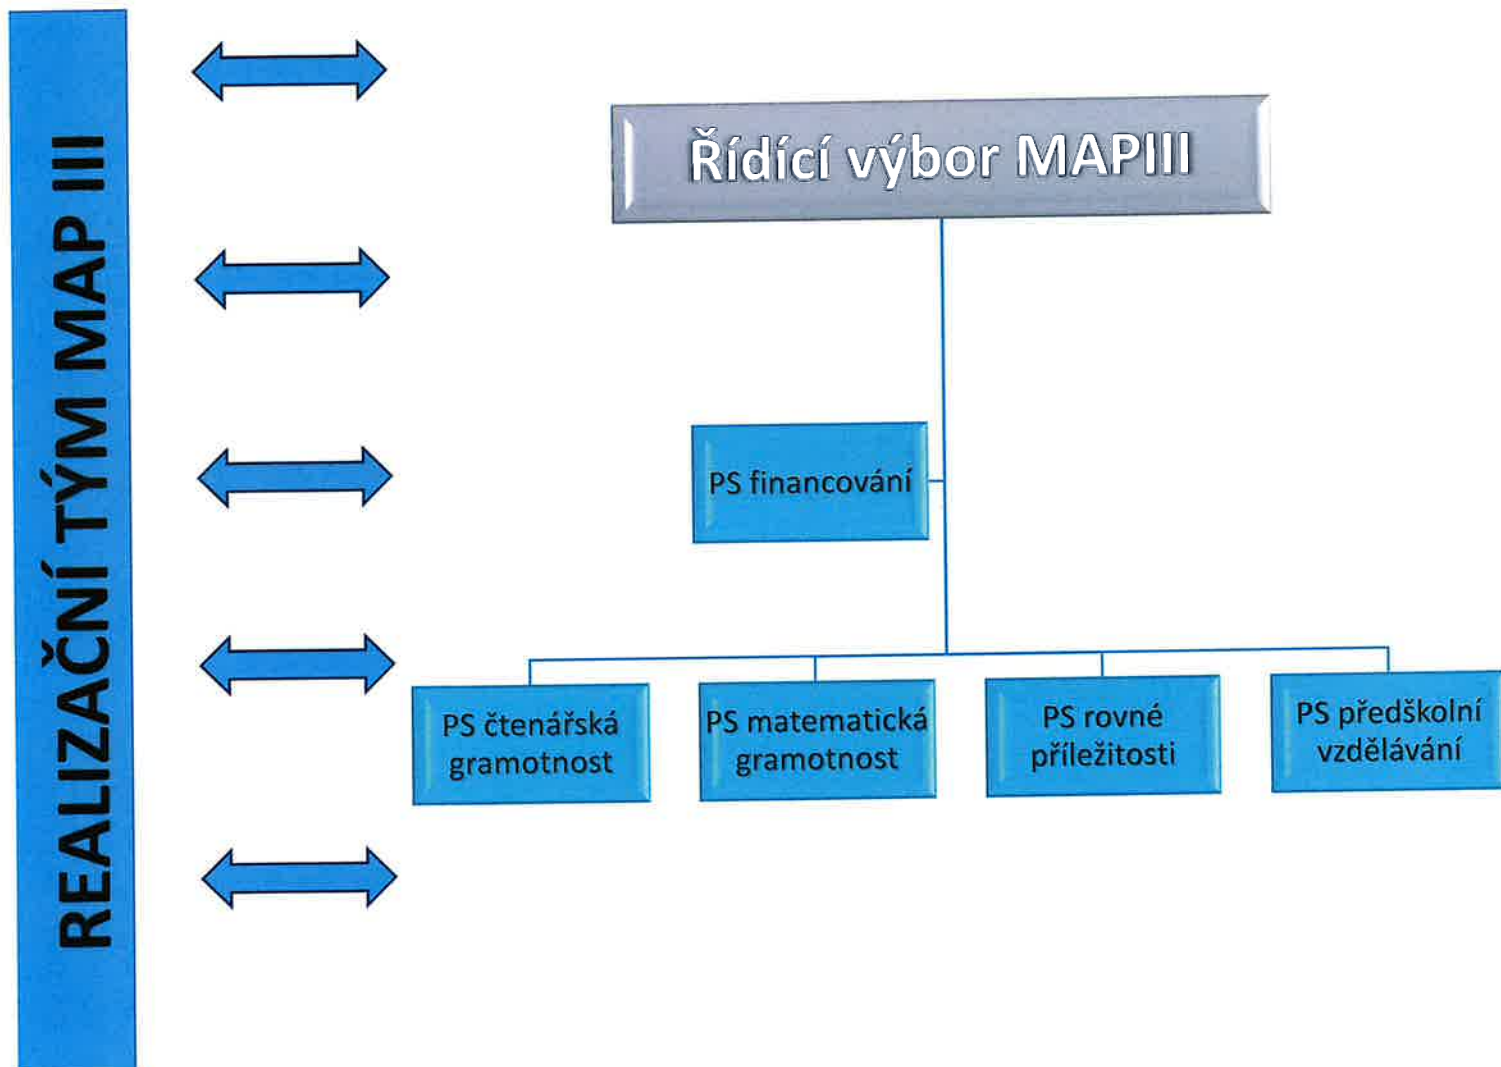 REALIZAČNÍ TÝM MAP III
Řídící výbor MAPIII
PS financování
PS čtenářská
gramotnost
PS matematická
gramotnost
PS rovné
příležitosti
PS předškolní
vzdělávání